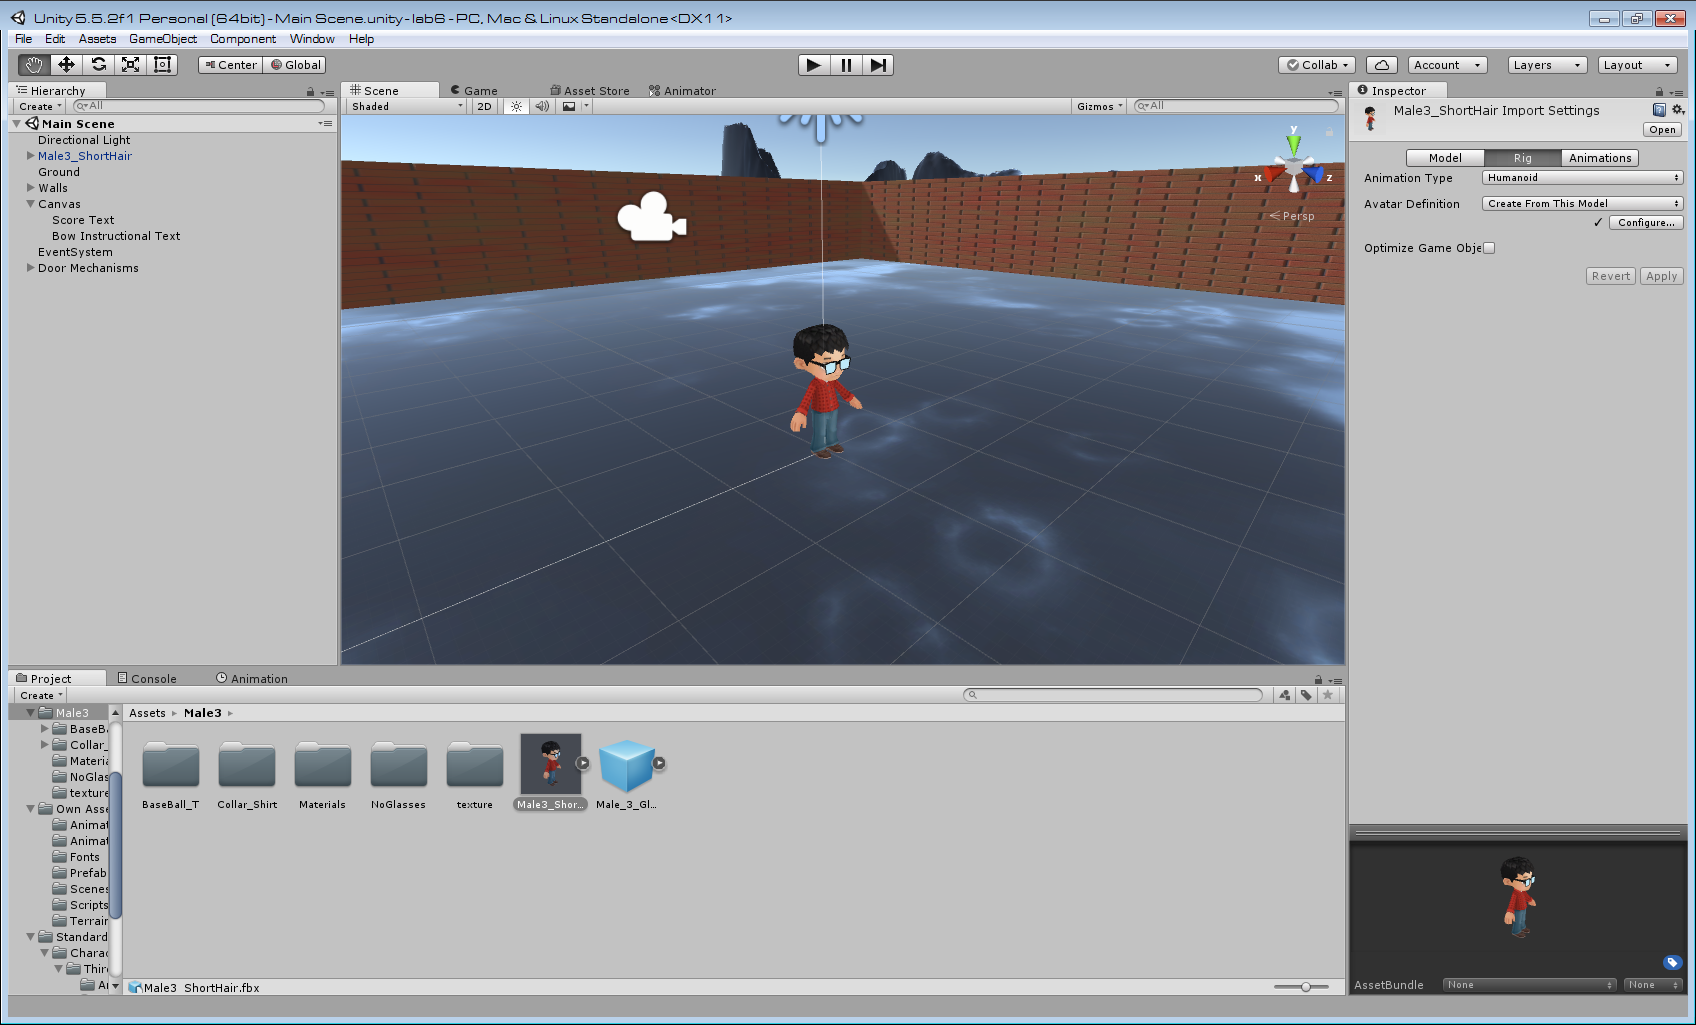 Unity 5.5.2f1 Personal (64bit) - Main Scene.unity - lab6 - PC, Mac & Linux Standalone <DX11>
File Edit Assets GameObject Component Window Help
Center Global
Collab Account Layers Layout
Hierarchy
Create All
Main Scene
Directional Light
Male3_ShortHair
Ground
Walls
Canvas
Score Text
Bow Instructional Text
EventSystem
Door Mechanisms
Scene Game Asset Store Animator
Shaded 2D Gizmos All
y
x z
Persp
Inspector
Male3_ShortHair Import Settings
Open
Model Rig Animations
Animation Type Humanoid
Avatar Definition Create From This Model
Configure...
Optimize Game Obje
Revert Apply
Project Console Animation
Create
Male3
BaseBa
Collar_
Materia
NoGlas
texture
Own Asse
Animat
Animat
Fonts
Prefab
Scenes
Scripts
Terrain
Standard
Charac
Third
Ar
Assets Male3
BaseBall_T Collar_Shirt Materials NoGlasses texture Male3_Shor... Male_3_Gl...
Male3_ShortHair.fbx
AssetBundle None None